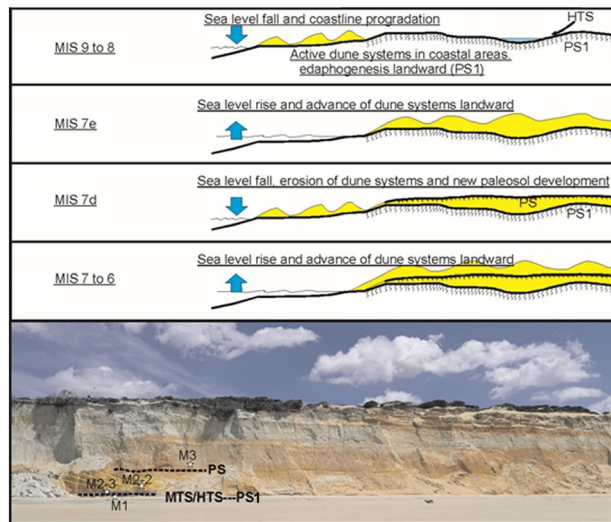 Sea level fall and coastline progradation
HTS
MIS 9 to 8
Active dune systems in coastal areas,
edaphogenesis landward (PS1)
PS1
Sea level rise and advance of dune systems landward
MIS 7e
Sea level fall, erosion of dune systems and new paleosol development
MIS 7d
PS
PS1
Sea level rise and advance of dune systems landward
MIS 7 to 6
M3
PS
M2-3
M2-2
MTS/HTS---PS1
M1